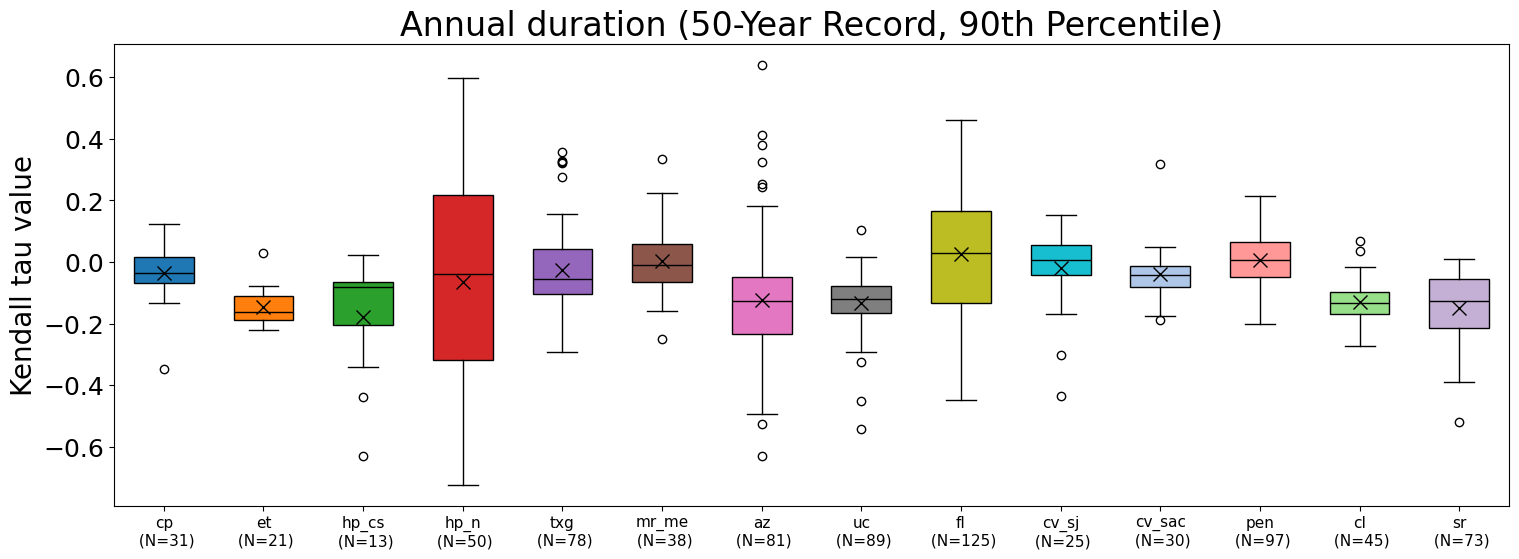 Annual duration (50-Year Record, 90th Percentile)
Kendall tau value
0.6
0.4
0.2
0.0
−0.2
−0.4
−0.6
cp
(N=31)
et
(N=21)
hp_cs
(N=13)
hp_n
(N=50)
txg
(N=78)
mr_me
(N=38)
az
(N=81)
uc
(N=89)
fl
(N=125)
cv_sj
(N=25)
cv_sac
(N=30)
pen
(N=97)
cl
(N=45)
sr
(N=73)